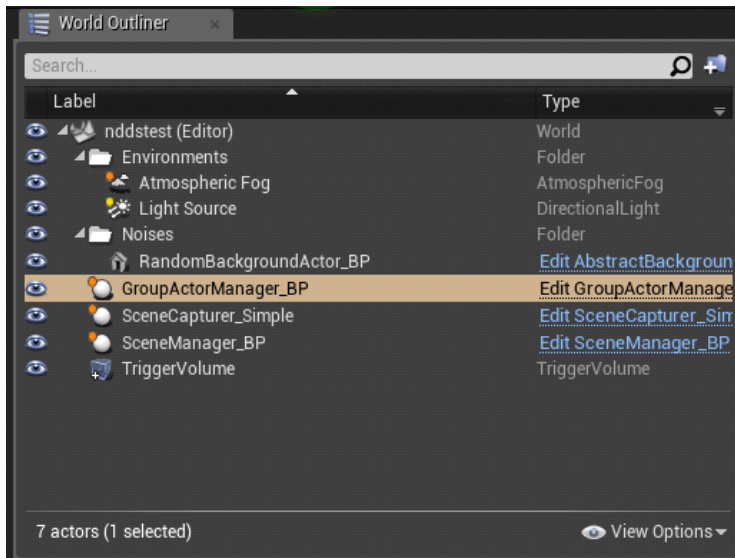 World Outliner
Search...
Label Type
nddstest (Editor) World
Environments Folder
Atmospheric Fog AtmosphericFog
Light Source DirectionalLight
Noises Folder
RandomBackgroundActor_BP Edit AbstractBackgroun
GroupActorManager_BP Edit GroupActorManage
SceneCapturer_Simple Edit SceneCapturer_Sim
SceneManager_BP Edit SceneManager_BP
TriggerVolume TriggerVolume
7 actors (1 selected) View Options